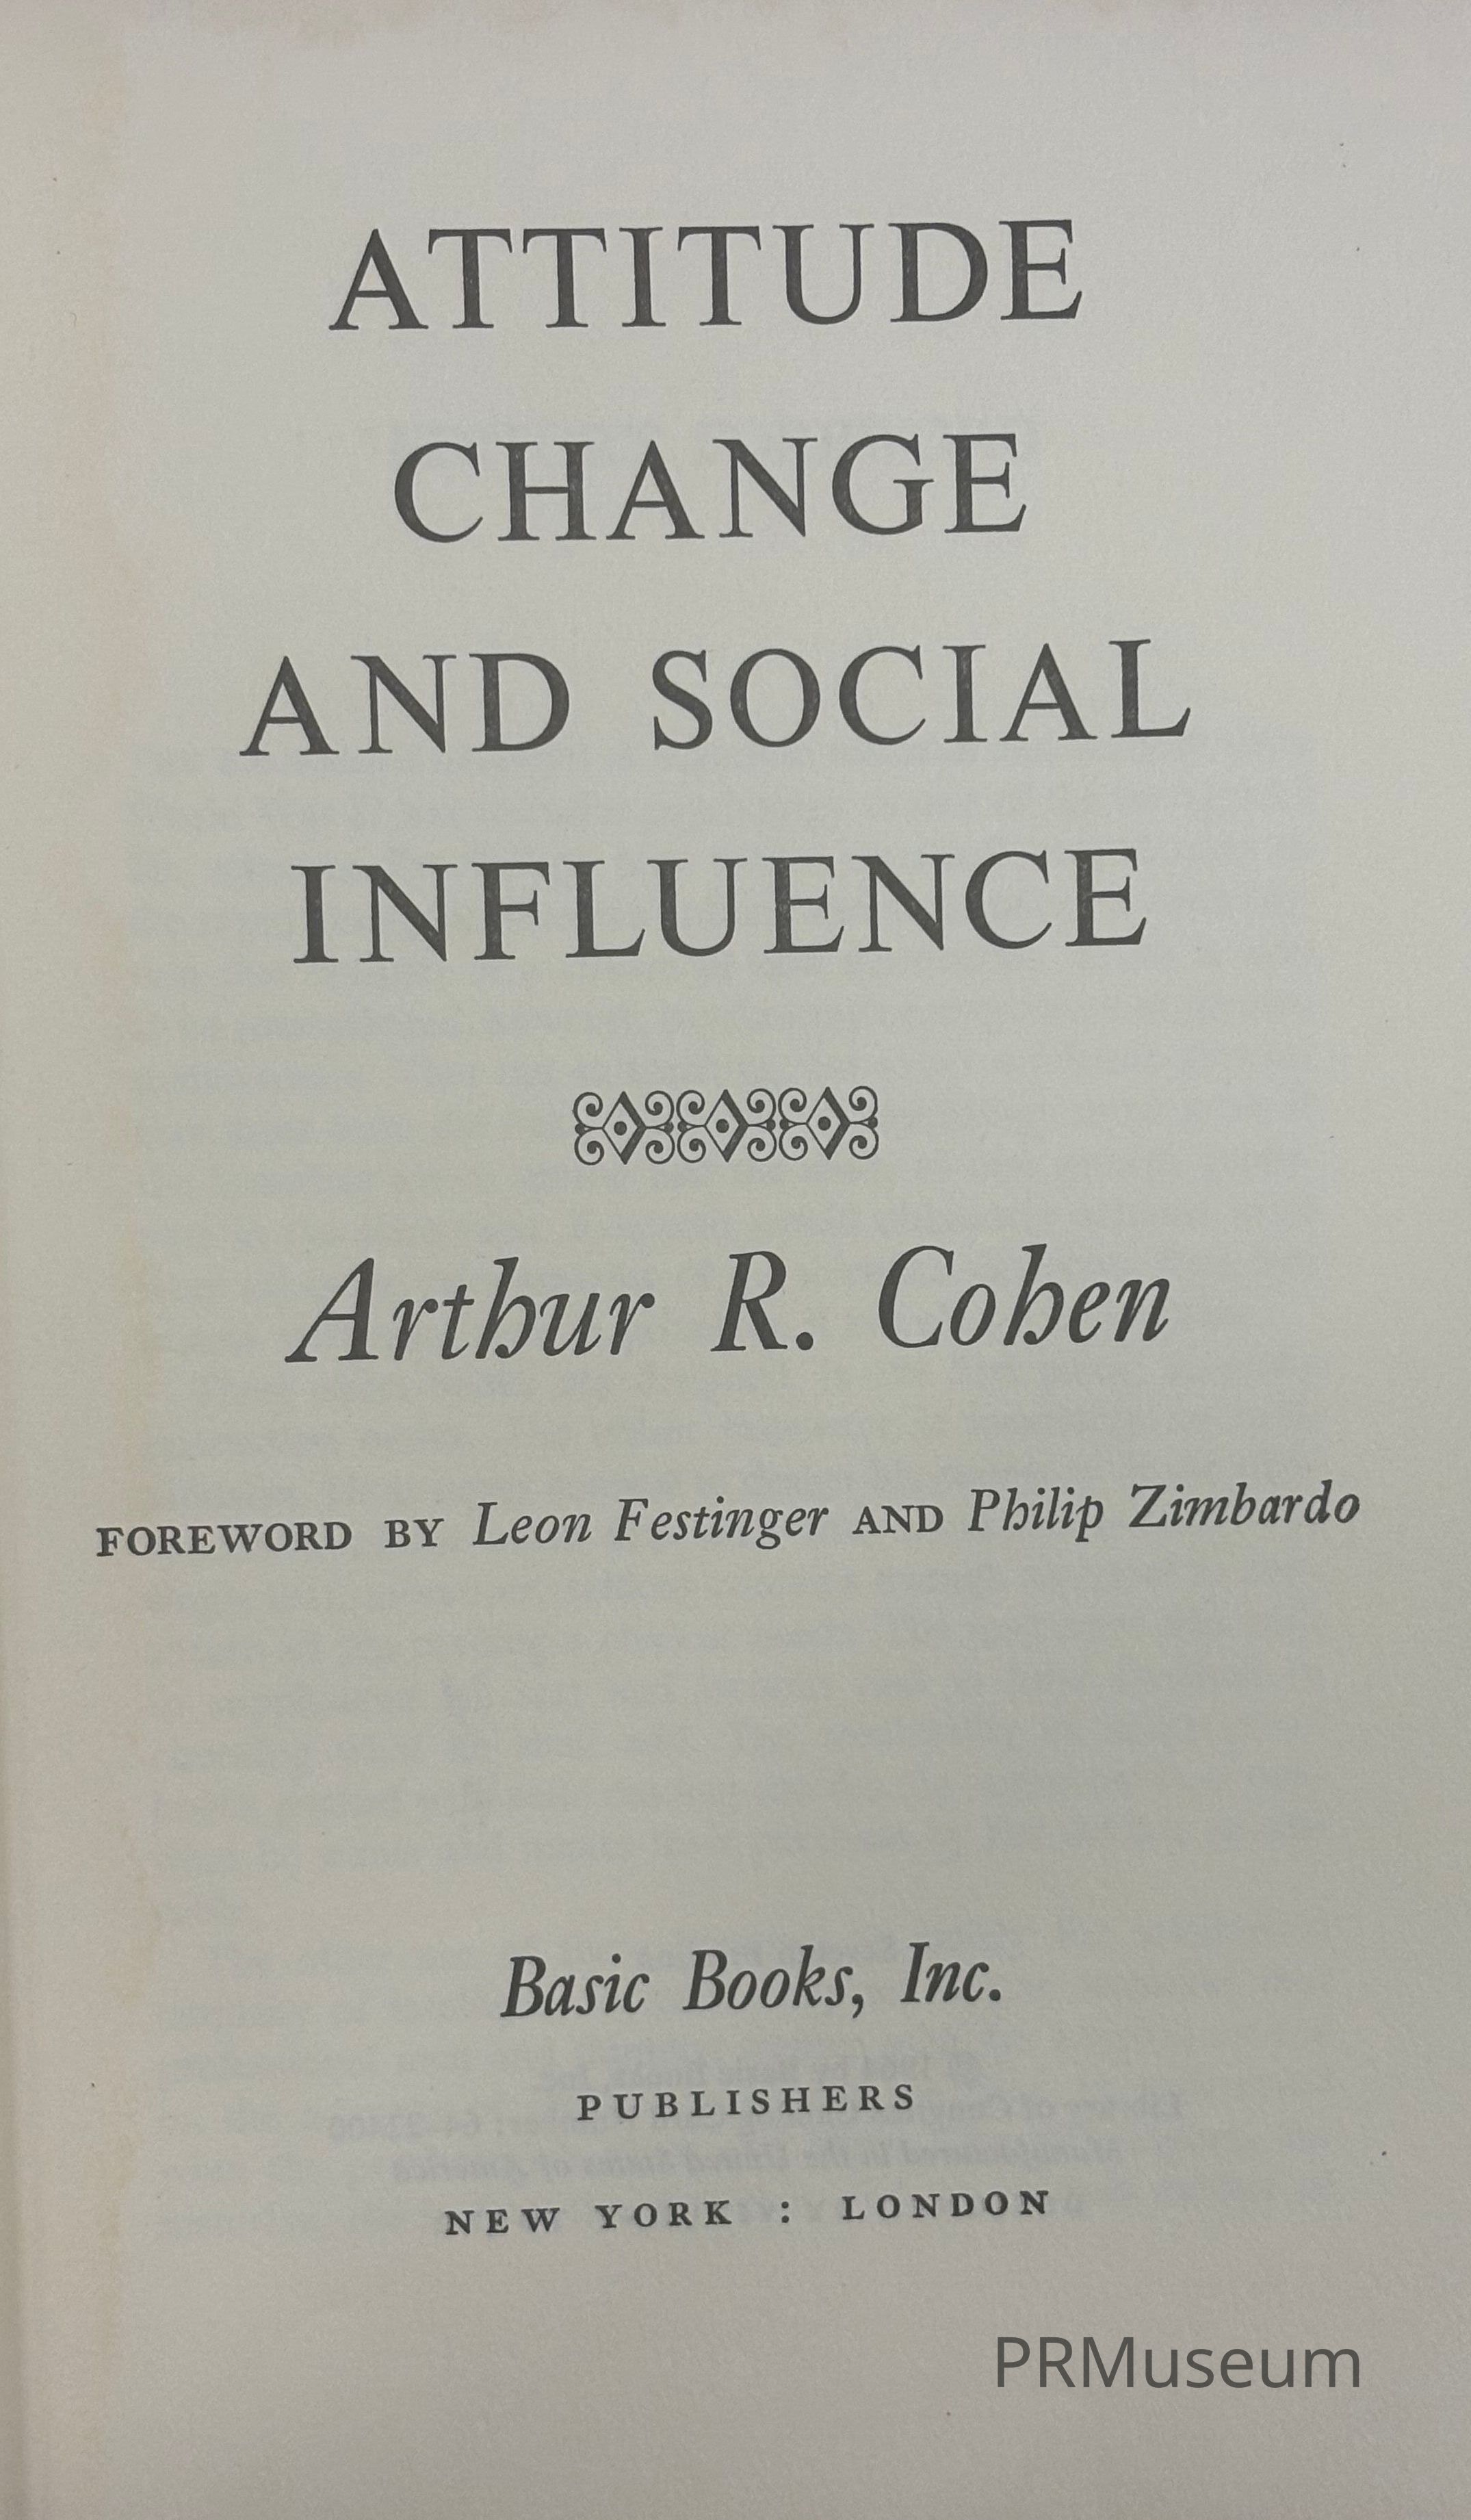 ATTITUDE
CHANGE
AND SOCIAL
INFLUENCE
Arthur R. Cohen
FOREWORD BY Leon Festinger AND Philip Zimbardo
Basic Books, Inc.
PUBLISHERS
NEW YORK : LONDON
PRMuseum